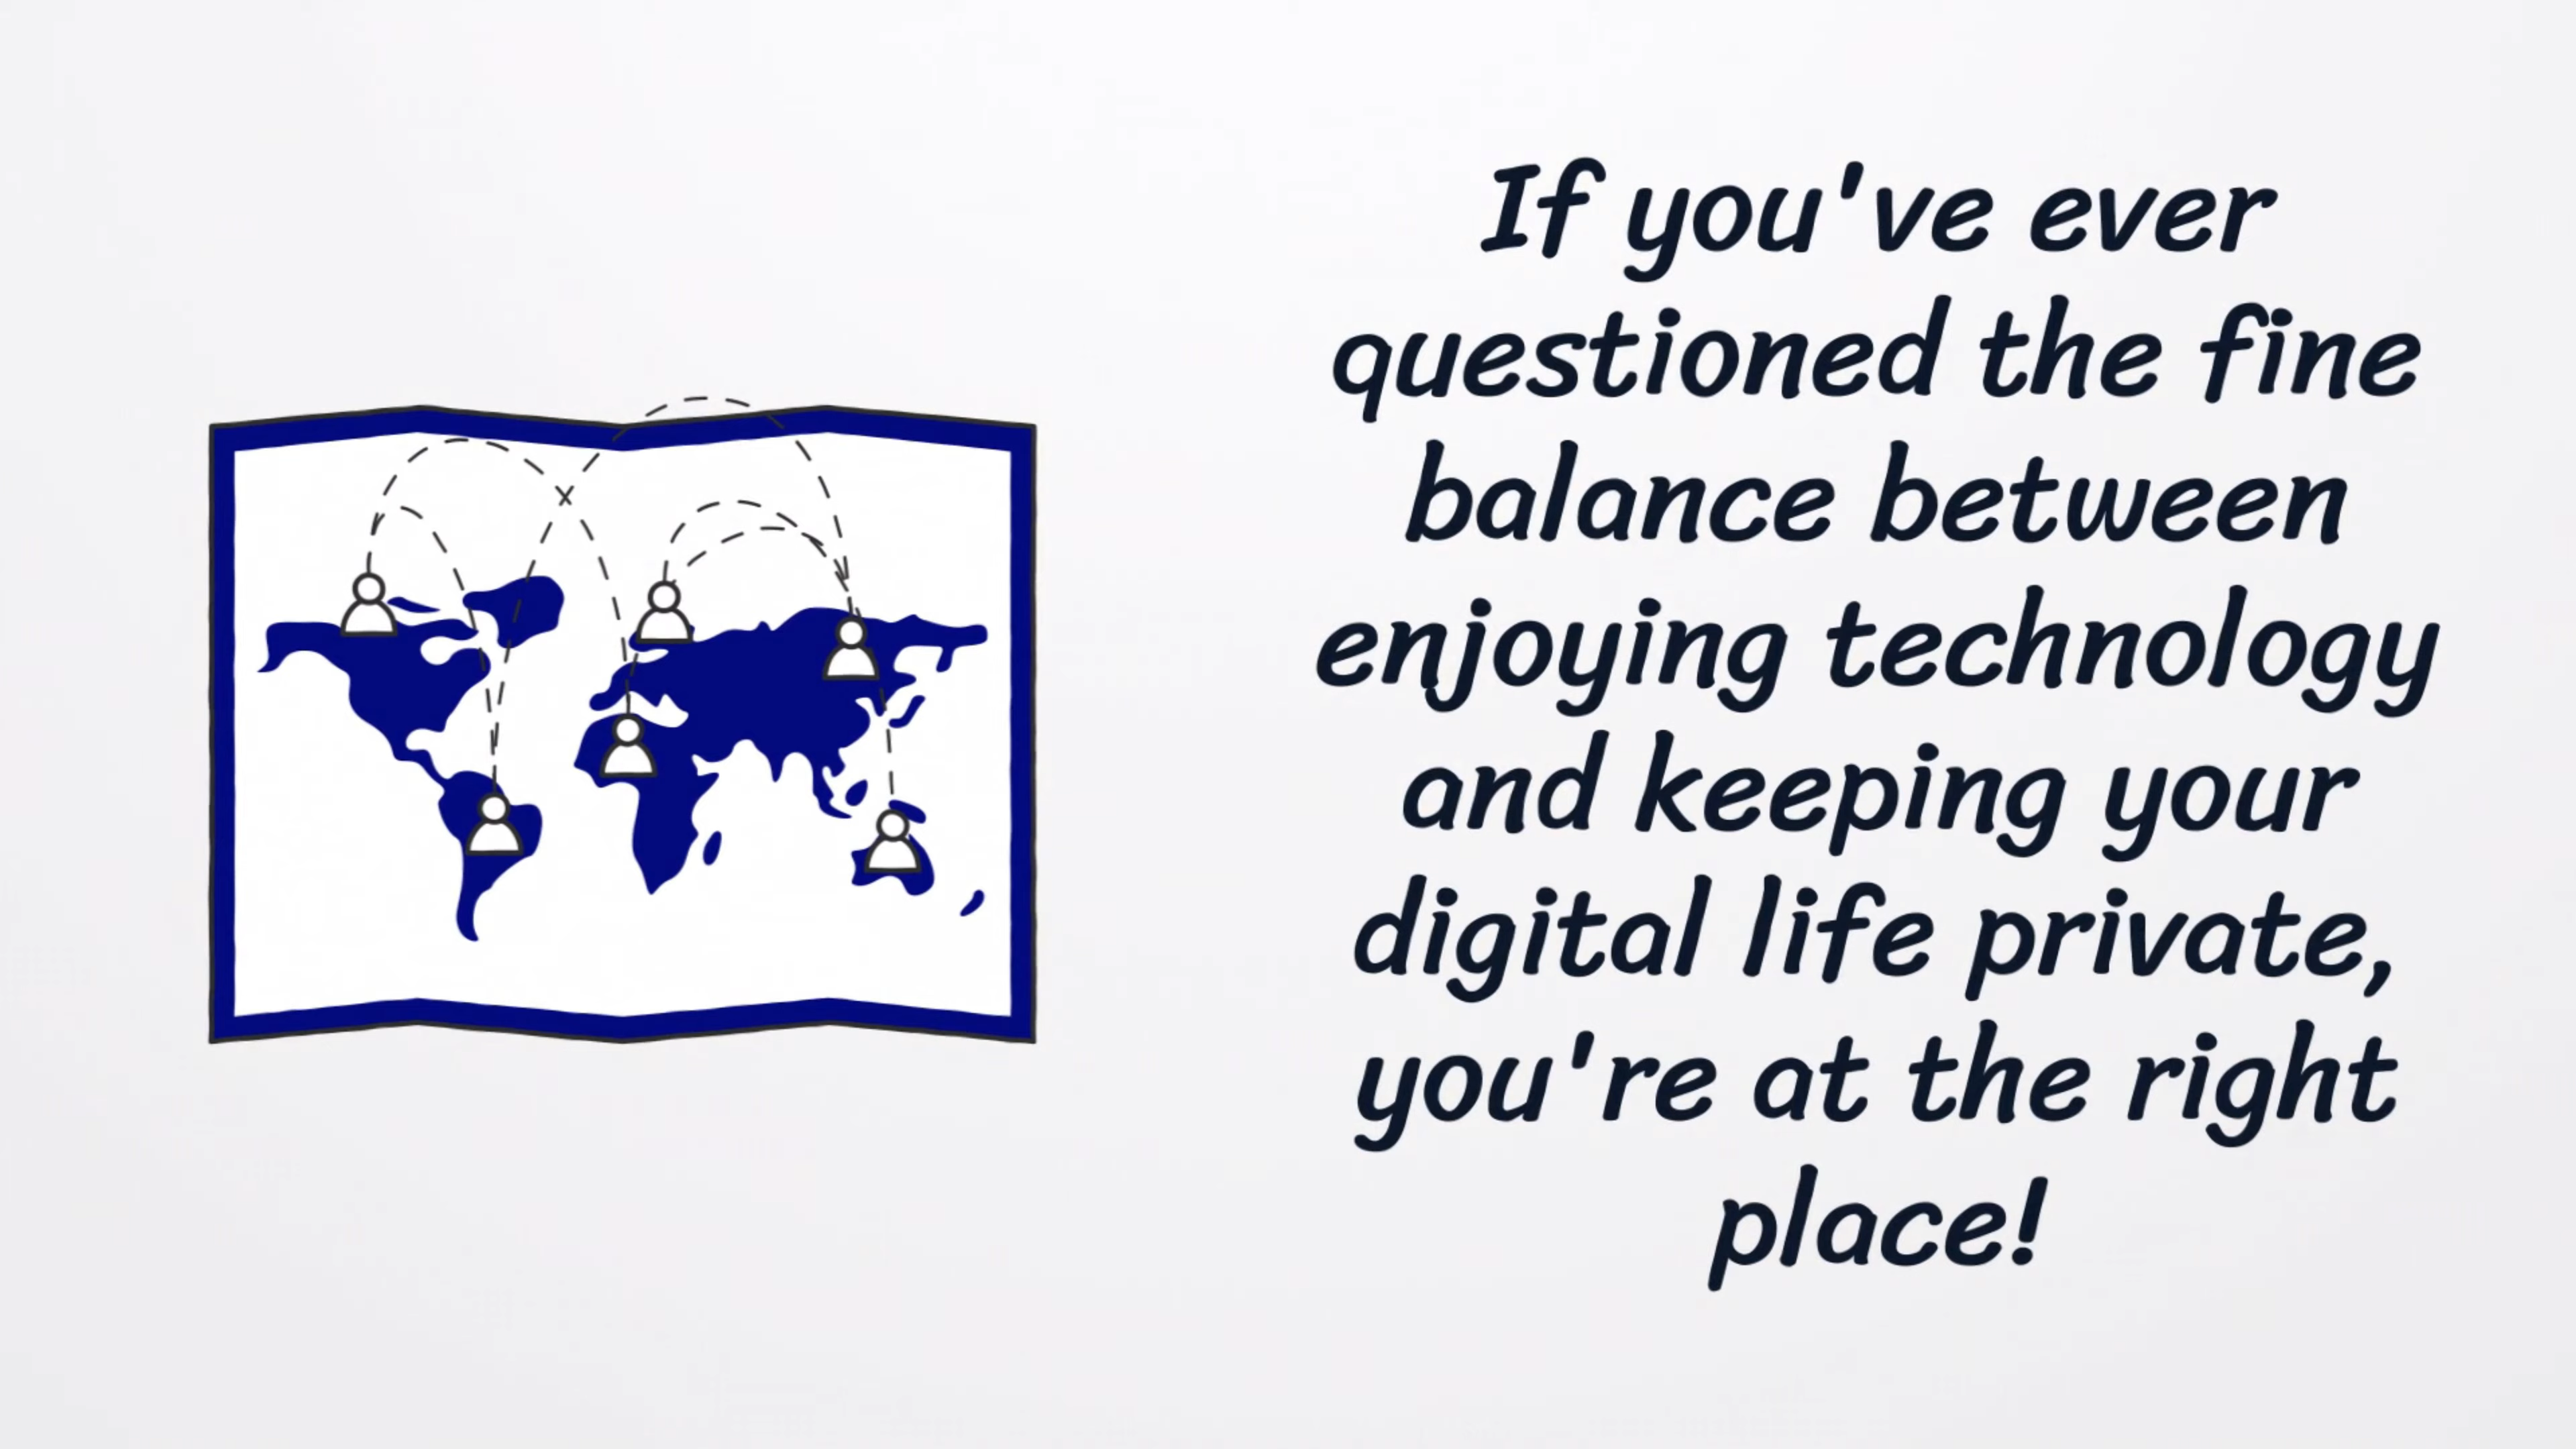 If you've ever
questioned the fine
balance between
enjoying technology
and keeping your
digital life private,
you're at the right
place!